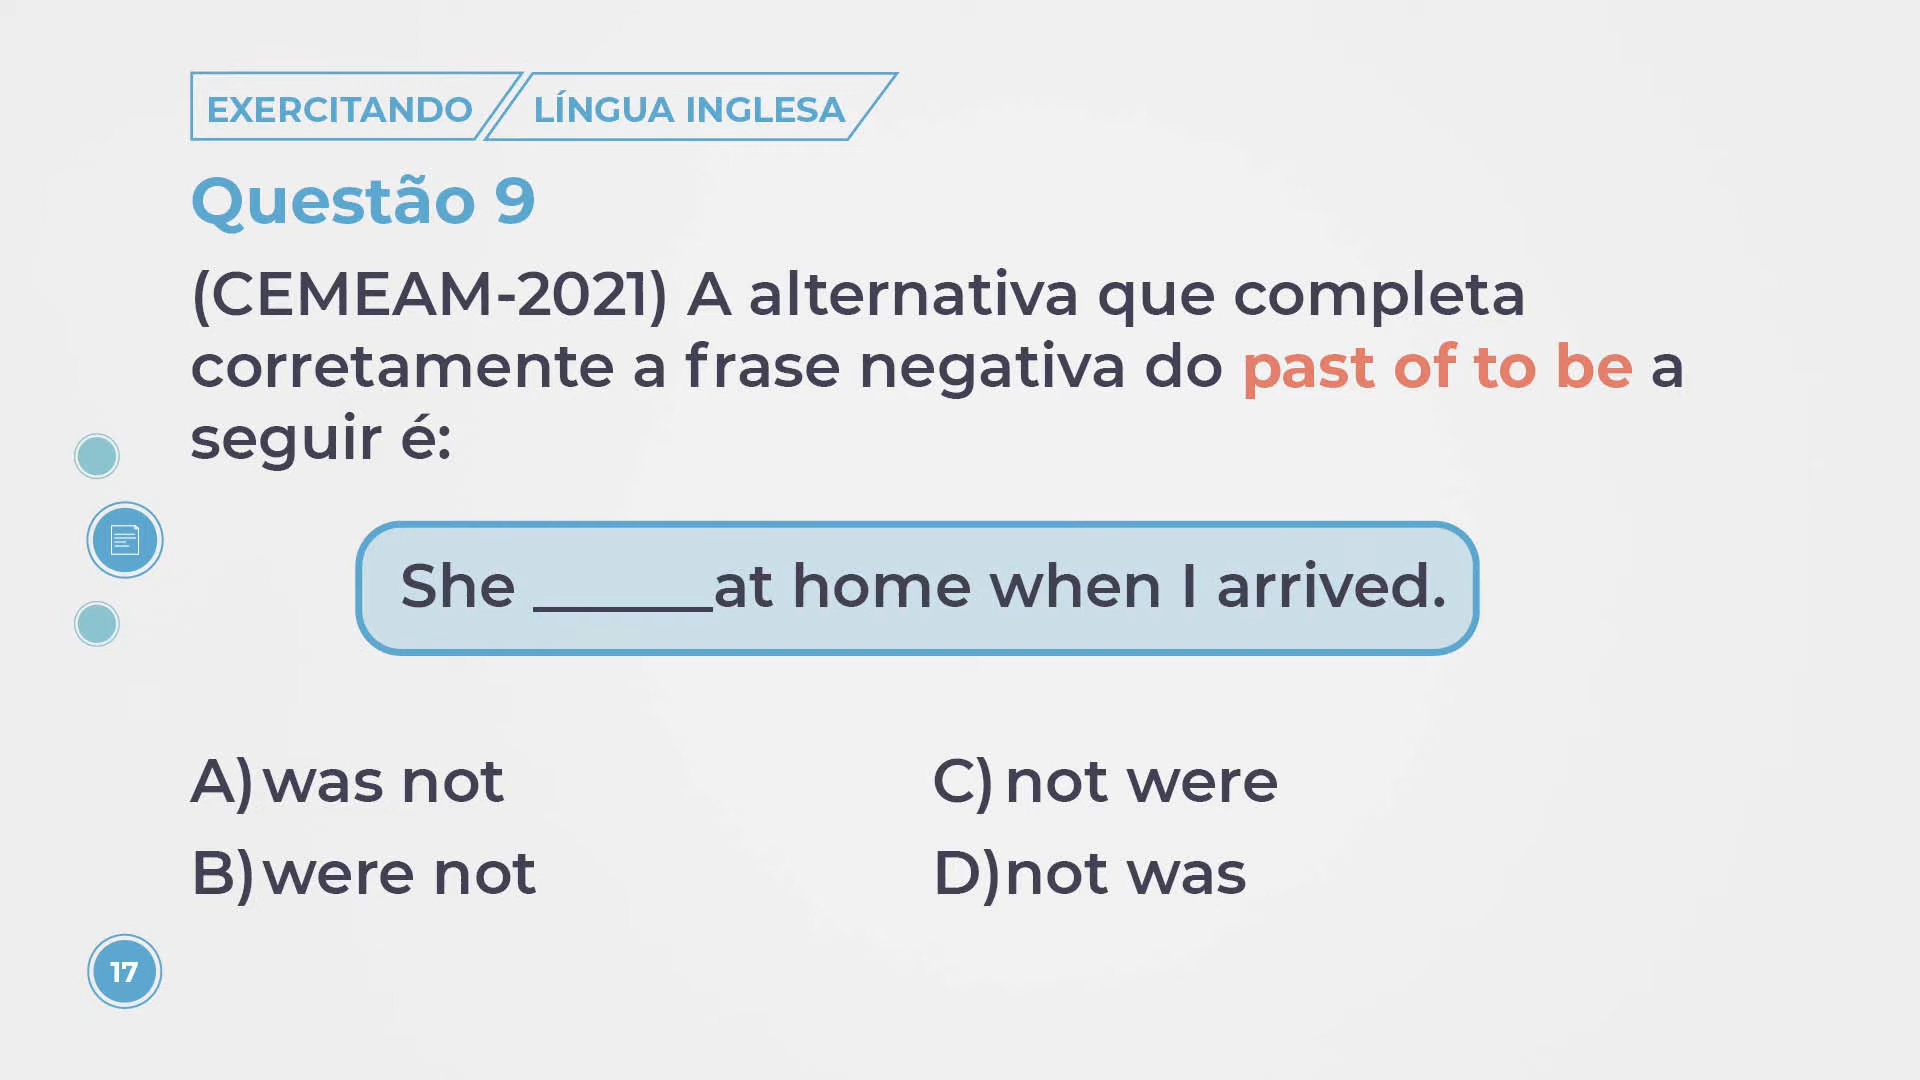 EXERCITANDO LÍNGUA INGLESA
Questão 9
(CEMEAM-2021) A alternativa que completa
corretamente a frase negativa do past of to be a
seguir é:
She ______at home when I arrived.
A) was not
B) were not
C) not were
D) not was
17